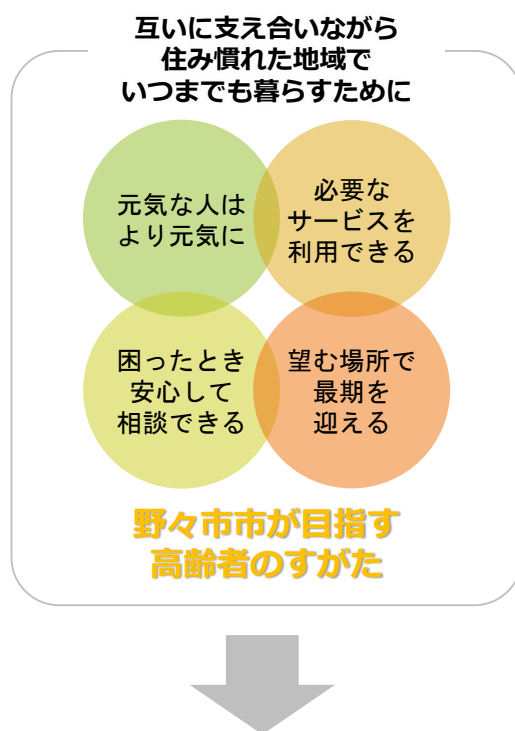 互いに支え合いながら
住み慣れた地域で
いつまでも暮らすために
元気な人は
より元気に
必要な
サービスを
利用できる
困ったとき
安心して
相談できる
望む場所で
最期を
迎える
野々市市が目指す
高齢者のすがた